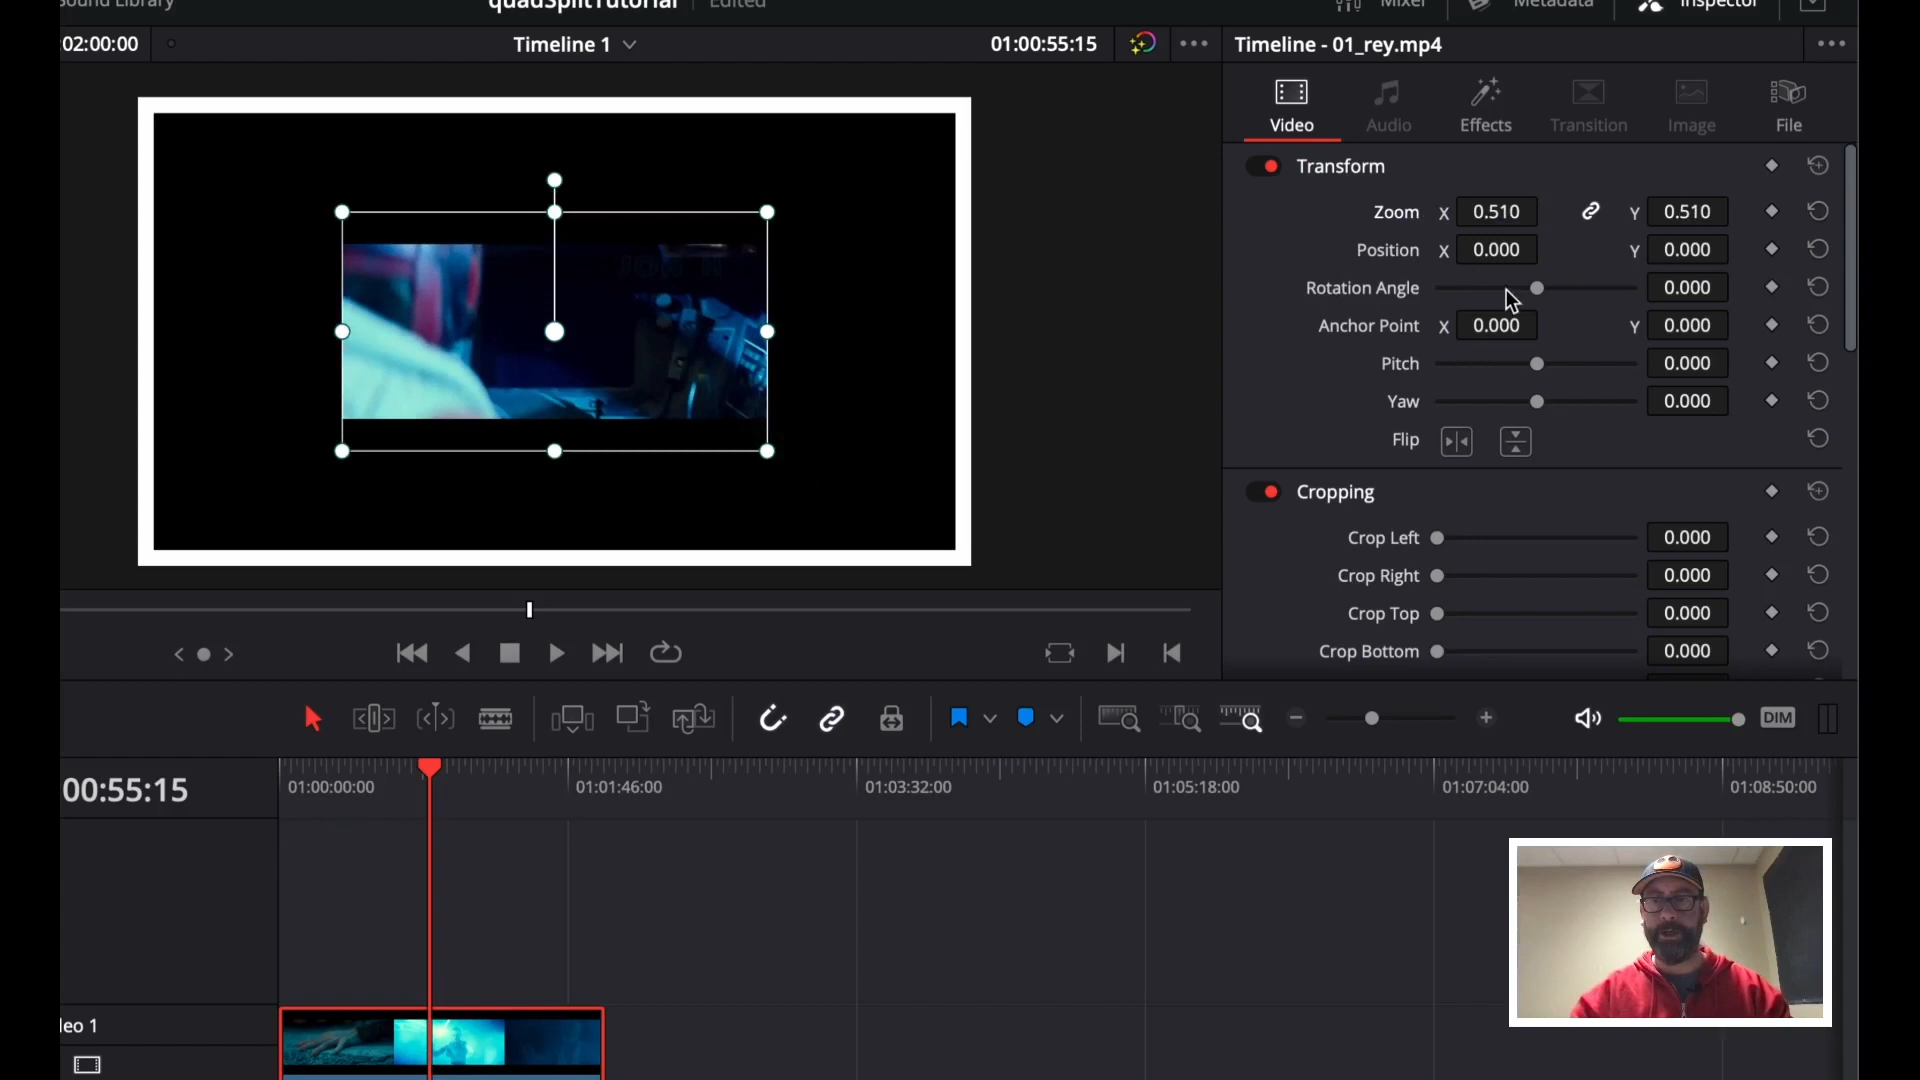 Sound Library
quadSplitTutorial
Edited
Mixer
Metadata
Inspector
02:00:00
Timeline 1
01:00:55:15
Timeline - 01_rey.mp4
Video
Audio
Effects
Transition
Image
File
Transform
Zoom X 0.510 Y 0.510
Position X 0.000 Y 0.000
Rotation Angle 0.000
Anchor Point X 0.000 Y 0.000
Pitch 0.000
Yaw 0.000
Flip
Cropping
Crop Left 0.000
Crop Right 0.000
Crop Top 0.000
Crop Bottom 0.000
DIM
00:55:15
01:00:00:00
01:01:46:00
01:03:32:00
01:05:18:00
01:07:04:00
01:08:50:00
eo 1